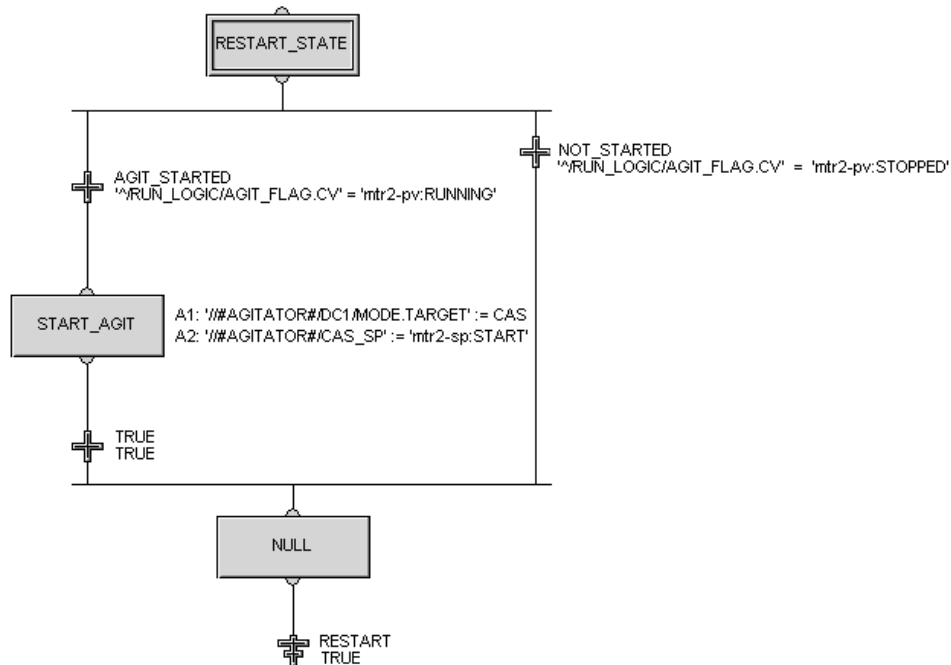 RESTART_STATE
NOT_STARTED
'^/RUN_LOGIC/AGIT_FLAG.CV' = 'mtr2-pv:STOPPED'
AGIT_STARTED
'^/RUN_LOGIC/AGIT_FLAG.CV' = 'mtr2-pv:RUNNING'
START_AGIT
A1: '//#AGITATOR#/DC1/MODE.TARGET' := CAS
A2: '//#AGITATOR#/CAS_SP' := 'mtr2-sp:START'
TRUE
TRUE
NULL
RESTART
TRUE